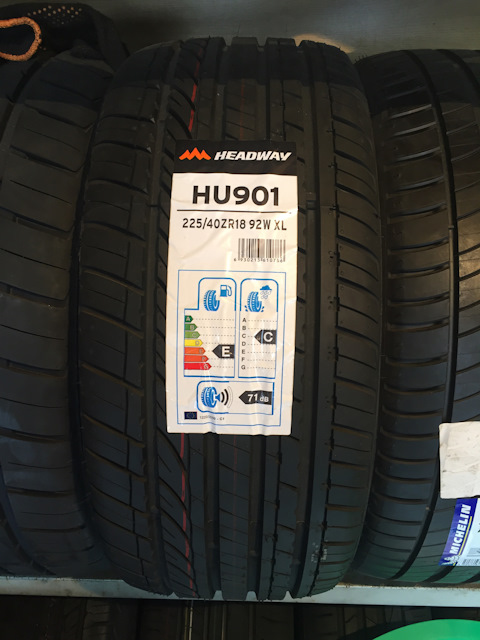 HEADWAY
HU901
225/40ZR18 92W XL
A
B
C
D
E
F
G
E
A
B
C
D
E
F
G
C
71 dB
MICHELIN